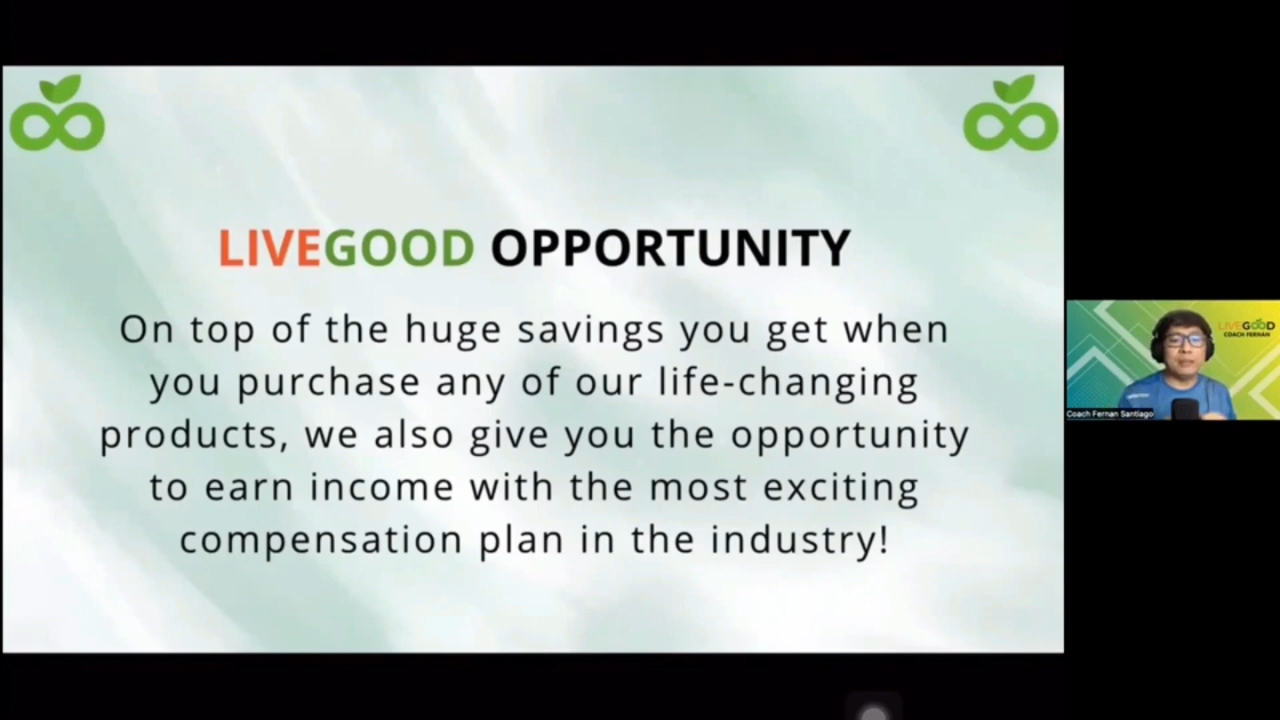 LIVEGOOD OPPORTUNITY
On top of the huge savings you get when
you purchase any of our life-changing
products, we also give you the opportunity
to earn income with the most exciting
compensation plan in the industry!
LIVEGOOD
COACH FERNAN
Coach Fernan Santiago